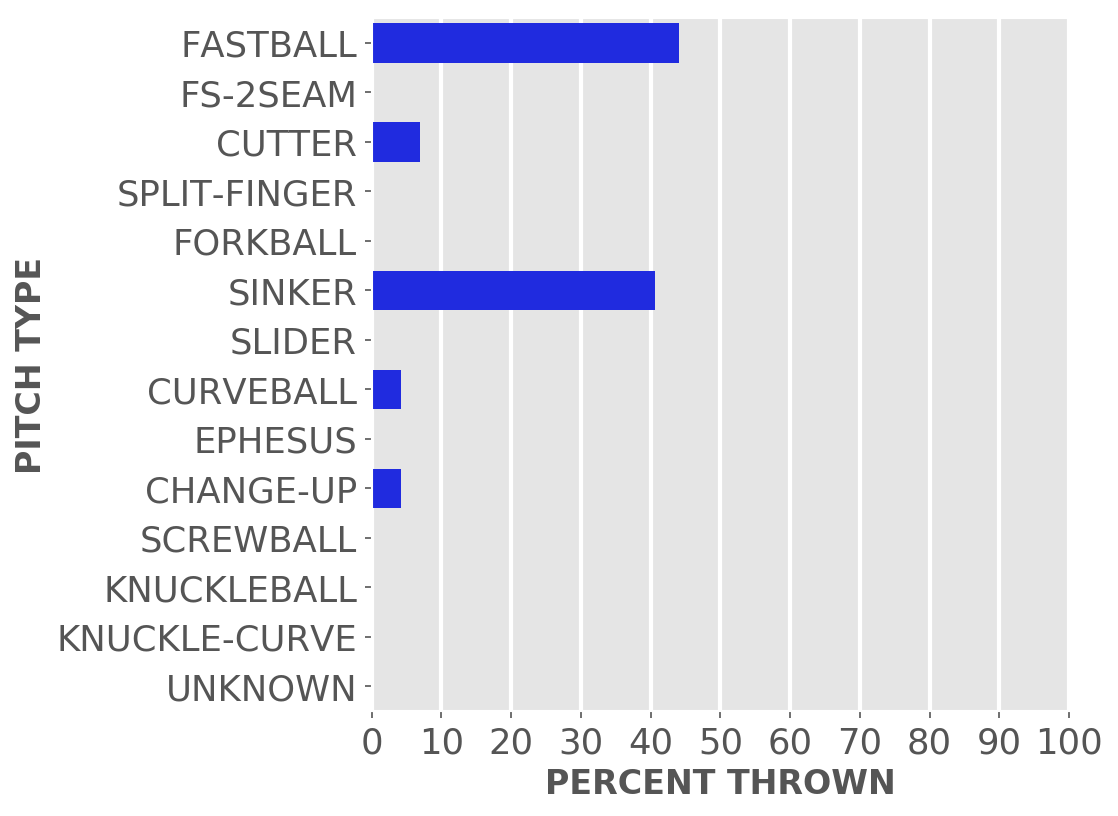 FASTBALL
FS-2SEAM
CUTTER
SPLIT-FINGER
FORKBALL
SINKER
SLIDER
CURVEBALL
EPHESUS
CHANGE-UP
SCREWBALL
KNUCKLEBALL
KNUCKLE-CURVE
UNKNOWN
PITCH TYPE
0 10 20 30 40 50 60 70 80 90 100
PERCENT THROWN